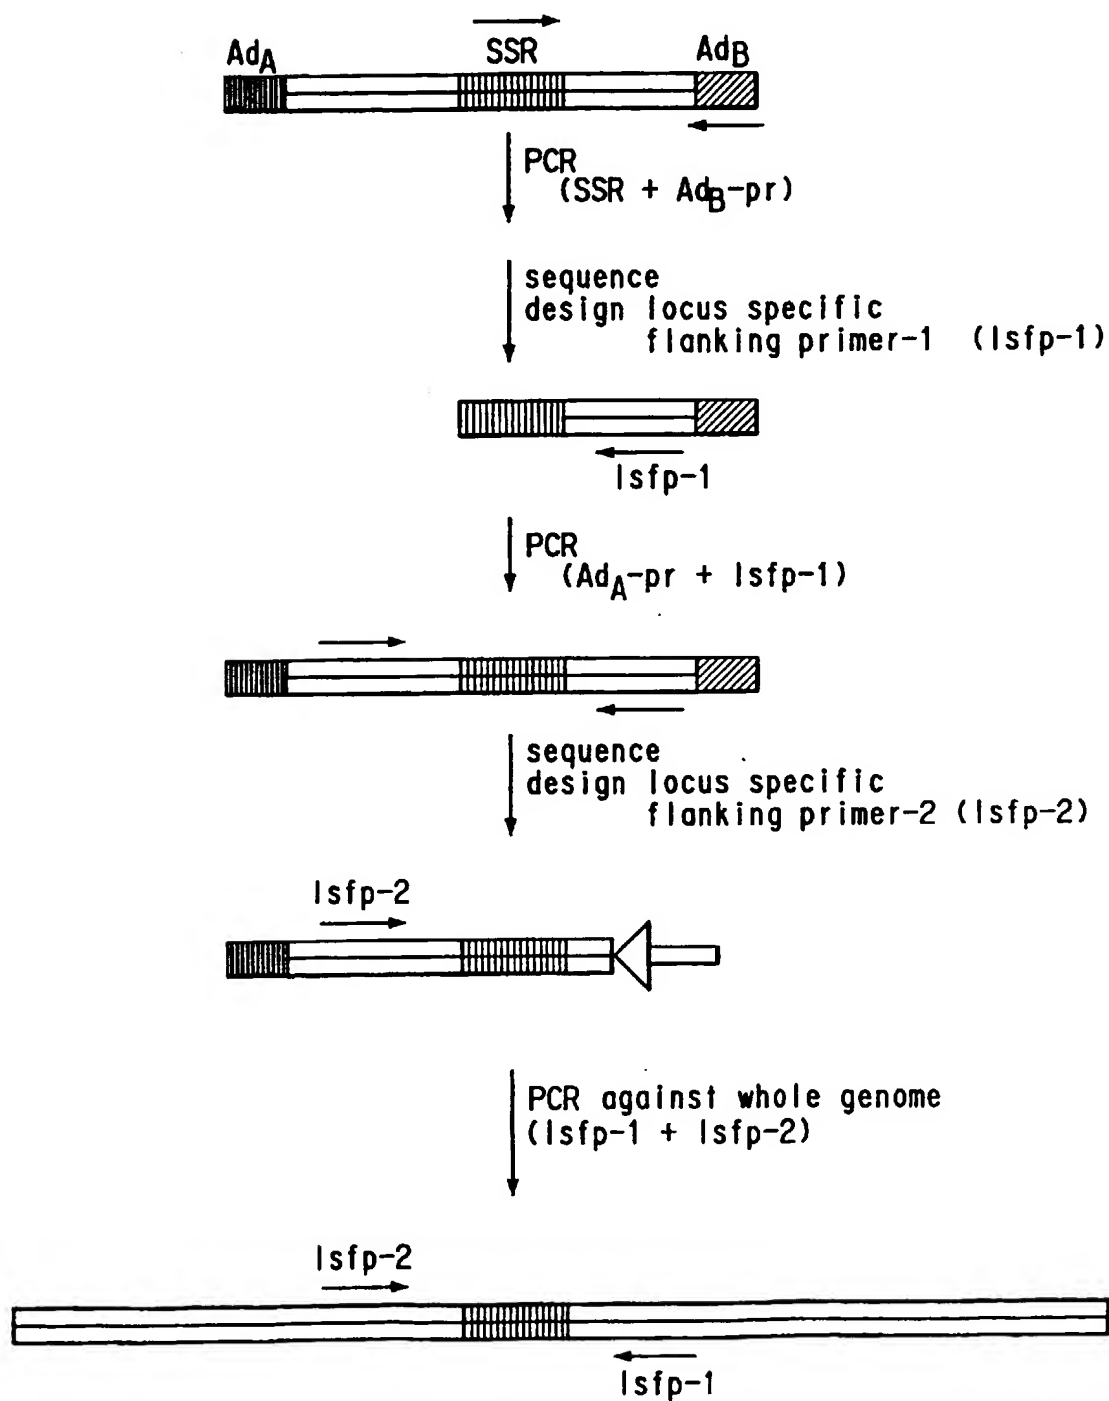 AdA SSR AdB
PCR
(SSR + AdB-pr)
sequence
design locus specific
flanking primer-1 (lsfp-1)
lsfp-1
PCR
(AdA-pr + lsfp-1)
sequence
design locus specific
flanking primer-2 (lsfp-2)
lsfp-2
PCR against whole genome
(lsfp-1 + lsfp-2)
lsfp-2
lsfp-1